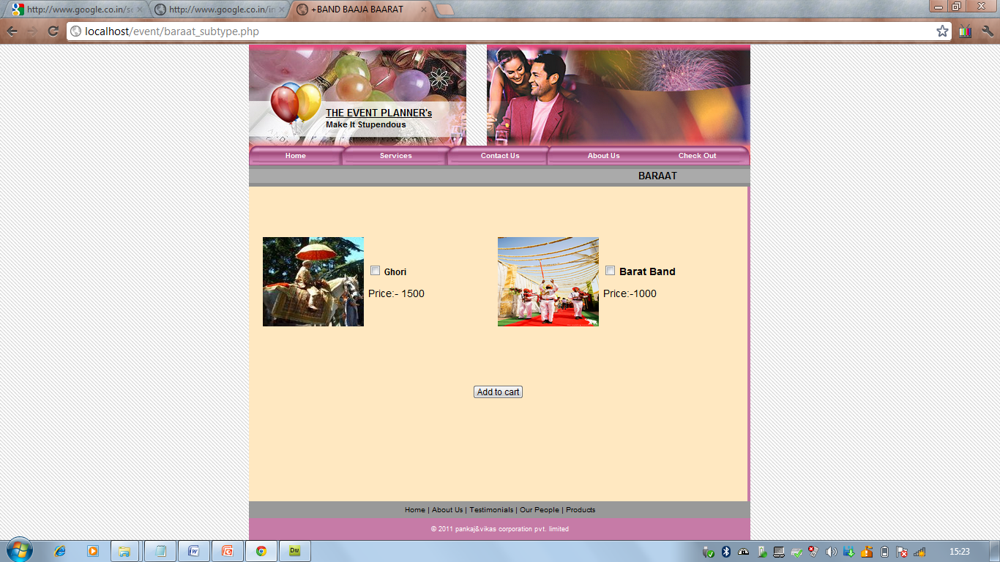 http://www.google.co.in/se
http://www.google.co.in/in
+BAND BAAJA BAARAT
localhost/event/baraat_subtype.php
THE EVENT PLANNER's
Make It Stupendous
Home Services Contact Us About Us Check Out
BARAAT
Ghori
Price:- 1500
Barat Band
Price:-1000
Add to cart
Home | About Us | Testimonials | Our People | Products
© 2011 pankaj&vikas corporation pvt. limited
Dw
15:23